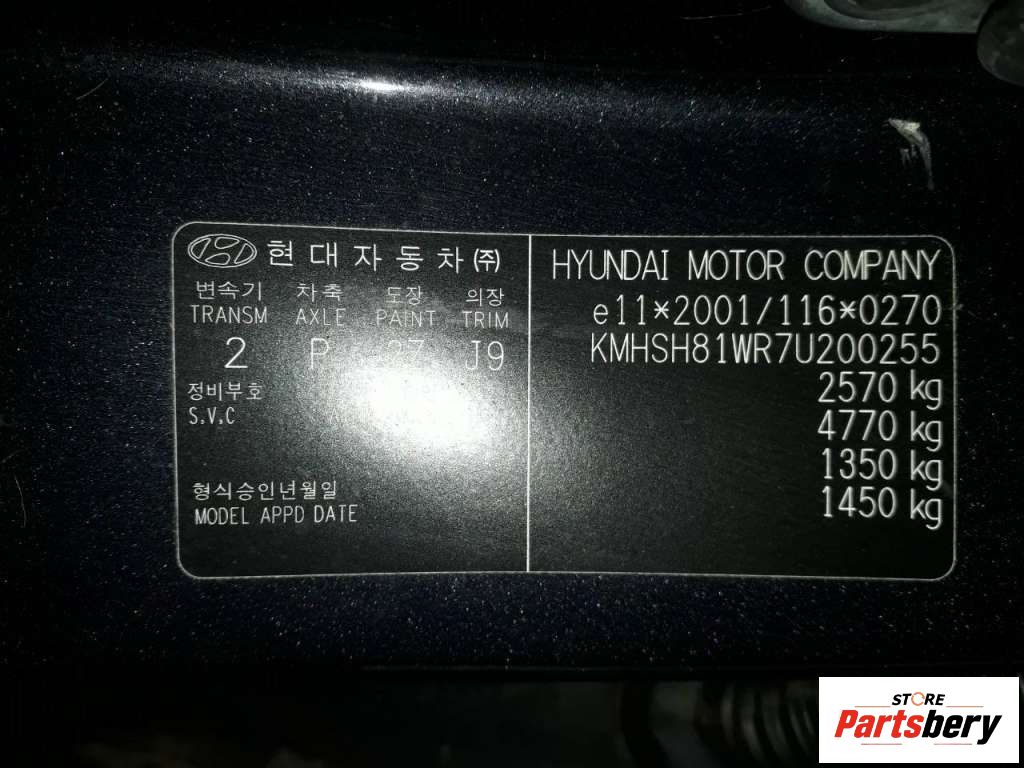 현대자동차(주)
변속기 차축 도장 의장
TRANSM AXLE PAINT TRIM
2 P J9
정비부호
S.V.C
형식승인년월일
MODEL APPD DATE
HYUNDAI MOTOR COMPANY
e11*2001/116*0270
KMHSH81WR7U200255
2570 kg
4770 kg
1350 kg
1450 kg
STORE
Partsbery